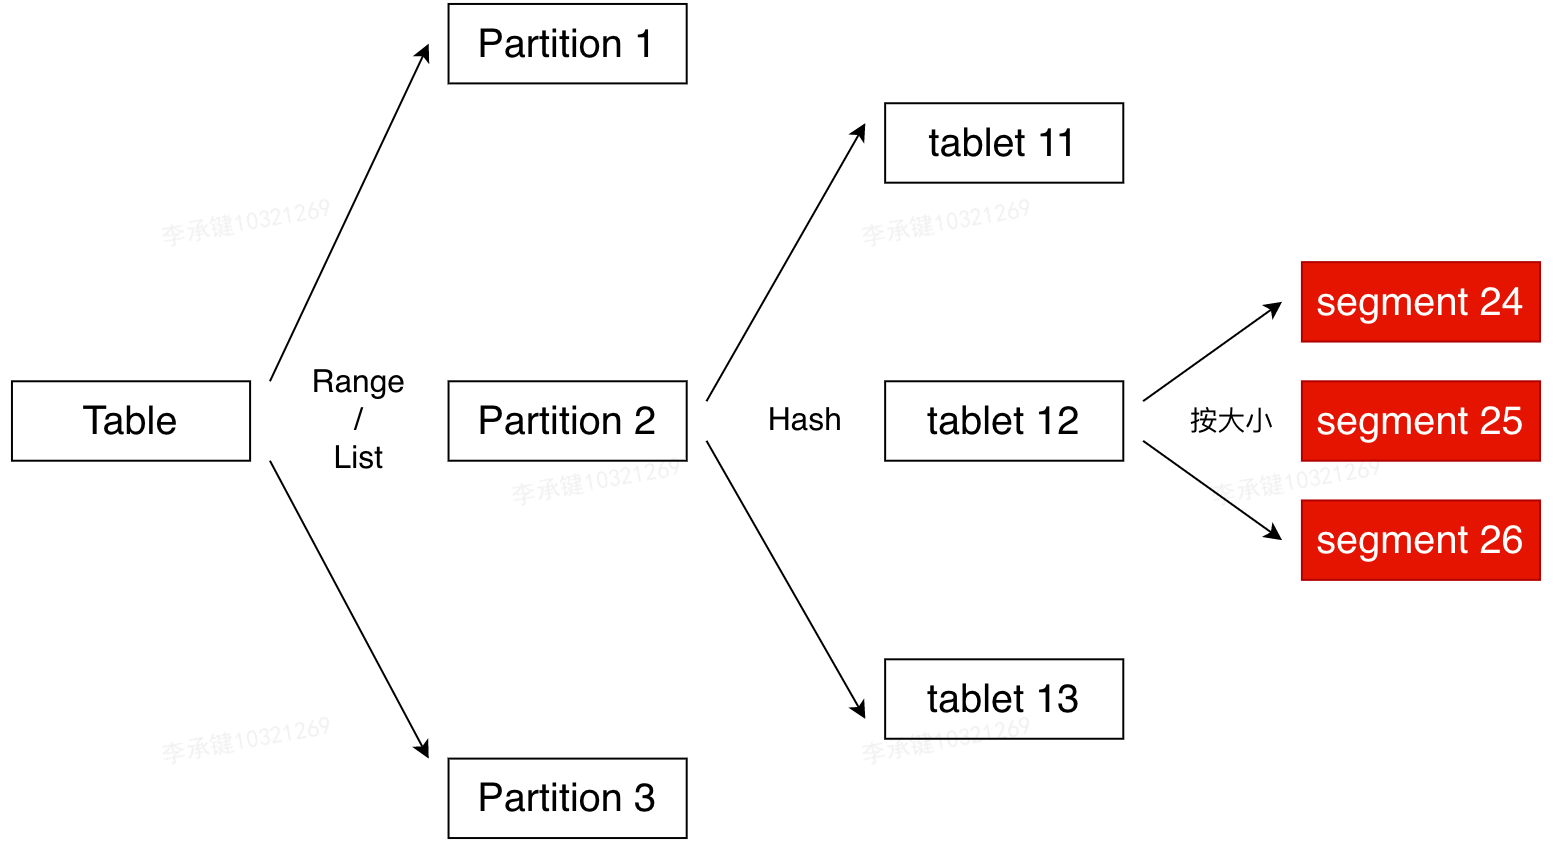 Partition 1
tablet 11
李承键10321269
李承键10321269
segment 24
Range
/
List
Table
Partition 2
Hash
tablet 12
按大小
segment 25
李承键10321269
李承键10321269
segment 26
tablet 13
李承键10321269
李承键10321269
Partition 3